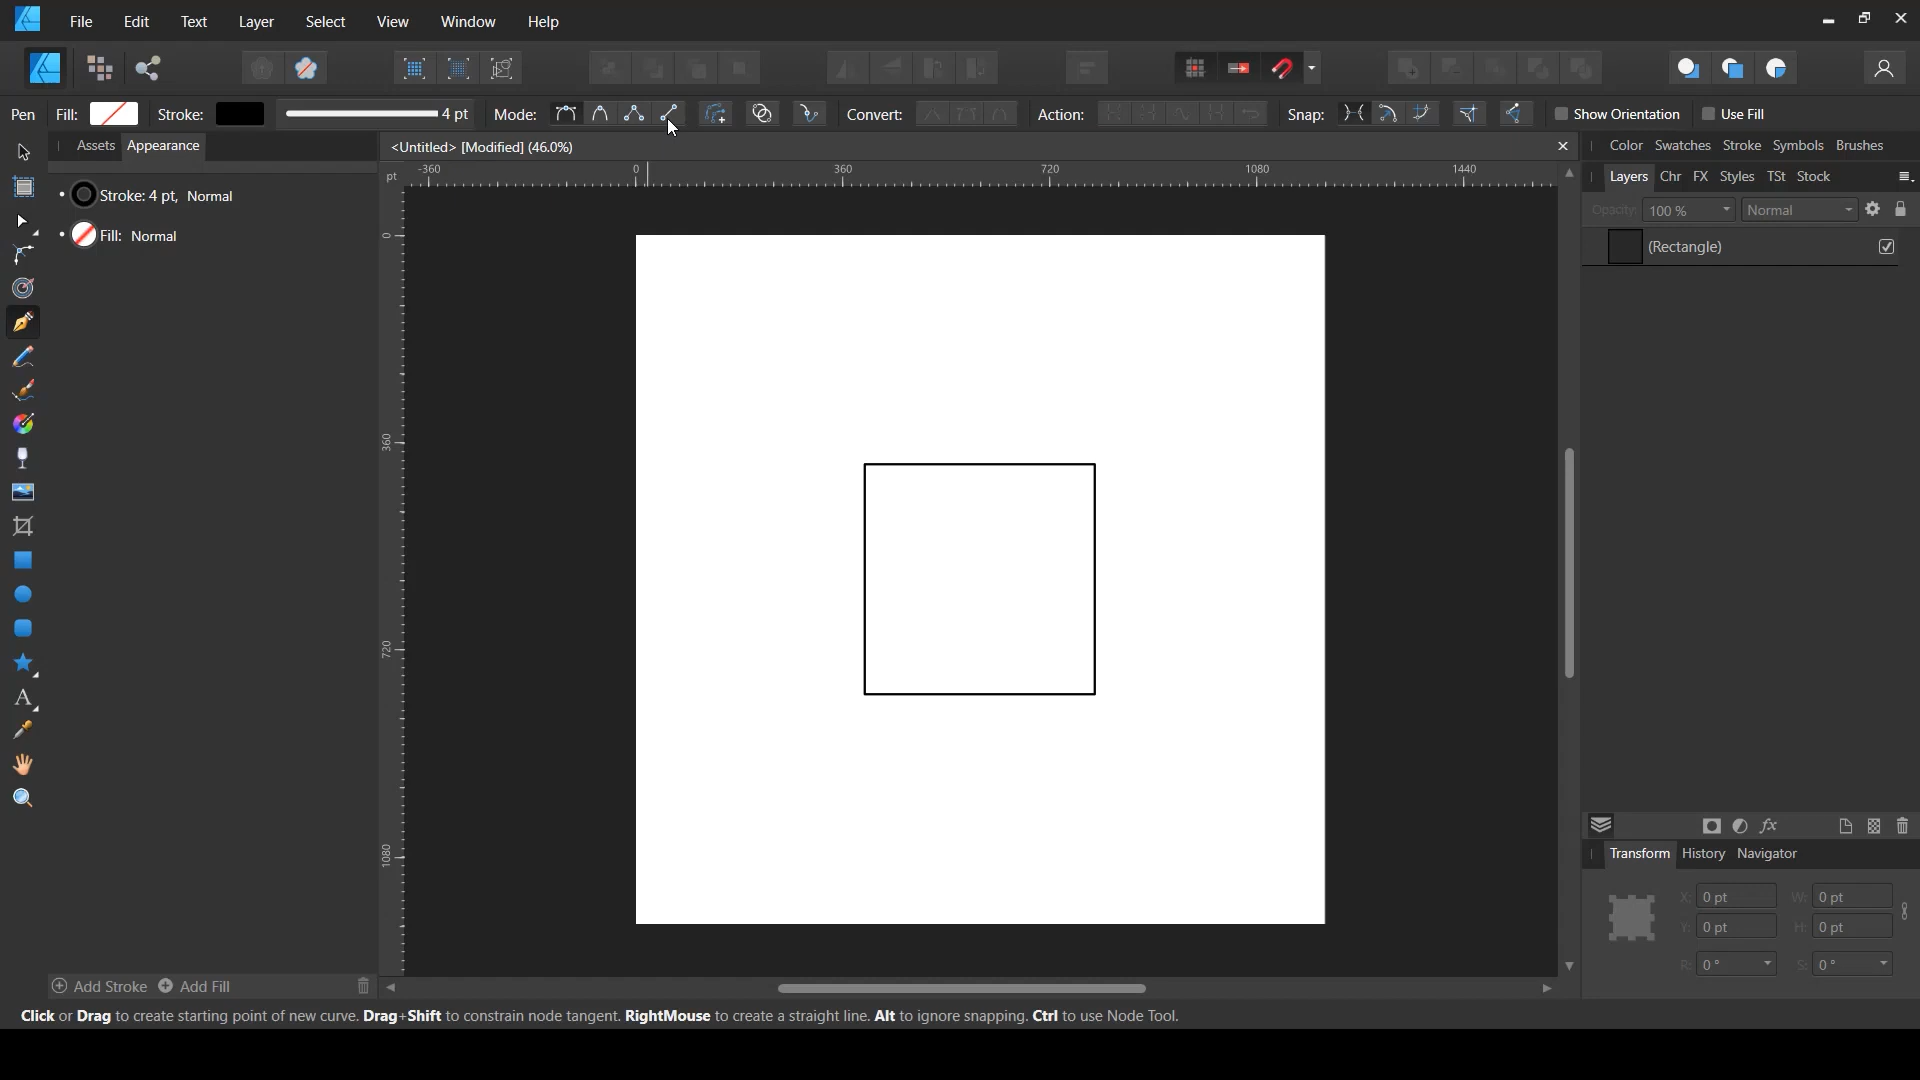 File Edit Text Layer Select View Window Help
Pen Fill: Stroke: 4 pt Mode: Convert: Action: Snap: Show Orientation Use Fill
Assets Appearance
<Untitled> [Modified] (46.0%)
Color Swatches Stroke Symbols Brushes
pt -360 0 360 720 1080 1440
Layers Chr FX Styles TSt Stock
Stroke: 4 pt, Normal
Opacity: 100 % Normal
Fill: Normal
0
(Rectangle)
360
720
1080
fx
Transform History Navigator
X: 0 pt W: 0 pt
Y: 0 pt H: 0 pt
R: 0 ° S: 0 °
Add Stroke Add Fill
Click or Drag to create starting point of new curve. Drag+Shift to constrain node tangent. RightMouse to create a straight line. Alt to ignore snapping. Ctrl to use Node Tool.